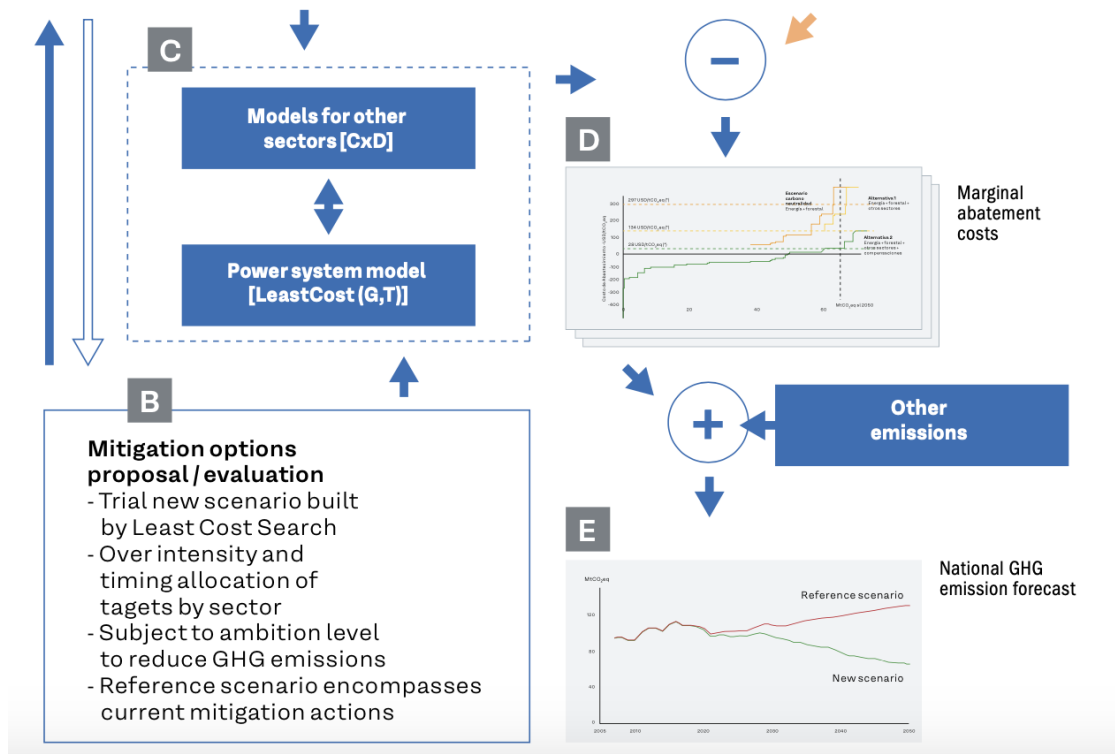 C
Models for other
sectors [CxD]
Power system model
[LeastCost (G,T)]
B
Mitigation options
proposal / evaluation
- Trial new scenario built
by Least Cost Search
- Over intensity and
timing allocation of
tagets by sector
- Subject to ambition level
to reduce GHG emissions
- Reference scenario encompasses
current mitigation actions
−
D
Marginal
abatement
costs
300
200
100
0
-100
-200
-300
-400
0
20
40
60
Escenario
carbono
neutralidad
Energía + forestal
Alternativa 1
Energía + forestal +
otros sectores
Alternativa 2
Energía + forestal +
otros sectores +
compensaciones
+
Other
emissions
E
National GHG
emission forecast
MtCO₂eq
120
80
40
0
2005
2010
2020
2030
2040
2050
Reference scenario
New scenario